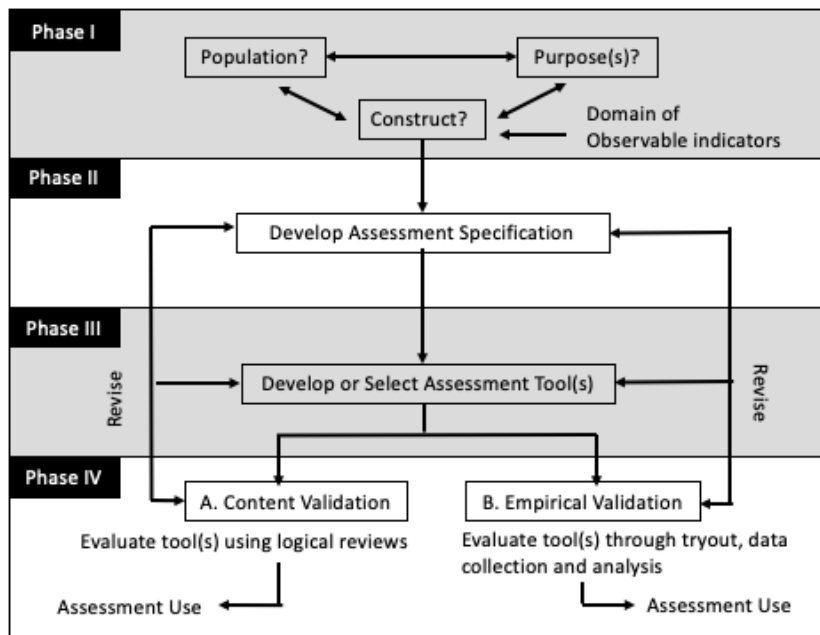 Phase I
Population?
Purpose(s)?
Construct?
Domain of
Observable indicators
Phase II
Develop Assessment Specification
Phase III
Develop or Select Assessment Tool(s)
Revise
Revise
Phase IV
A. Content Validation
B. Empirical Validation
Evaluate tool(s) using logical reviews
Evaluate tool(s) through tryout, data
collection and analysis
Assessment Use
Assessment Use